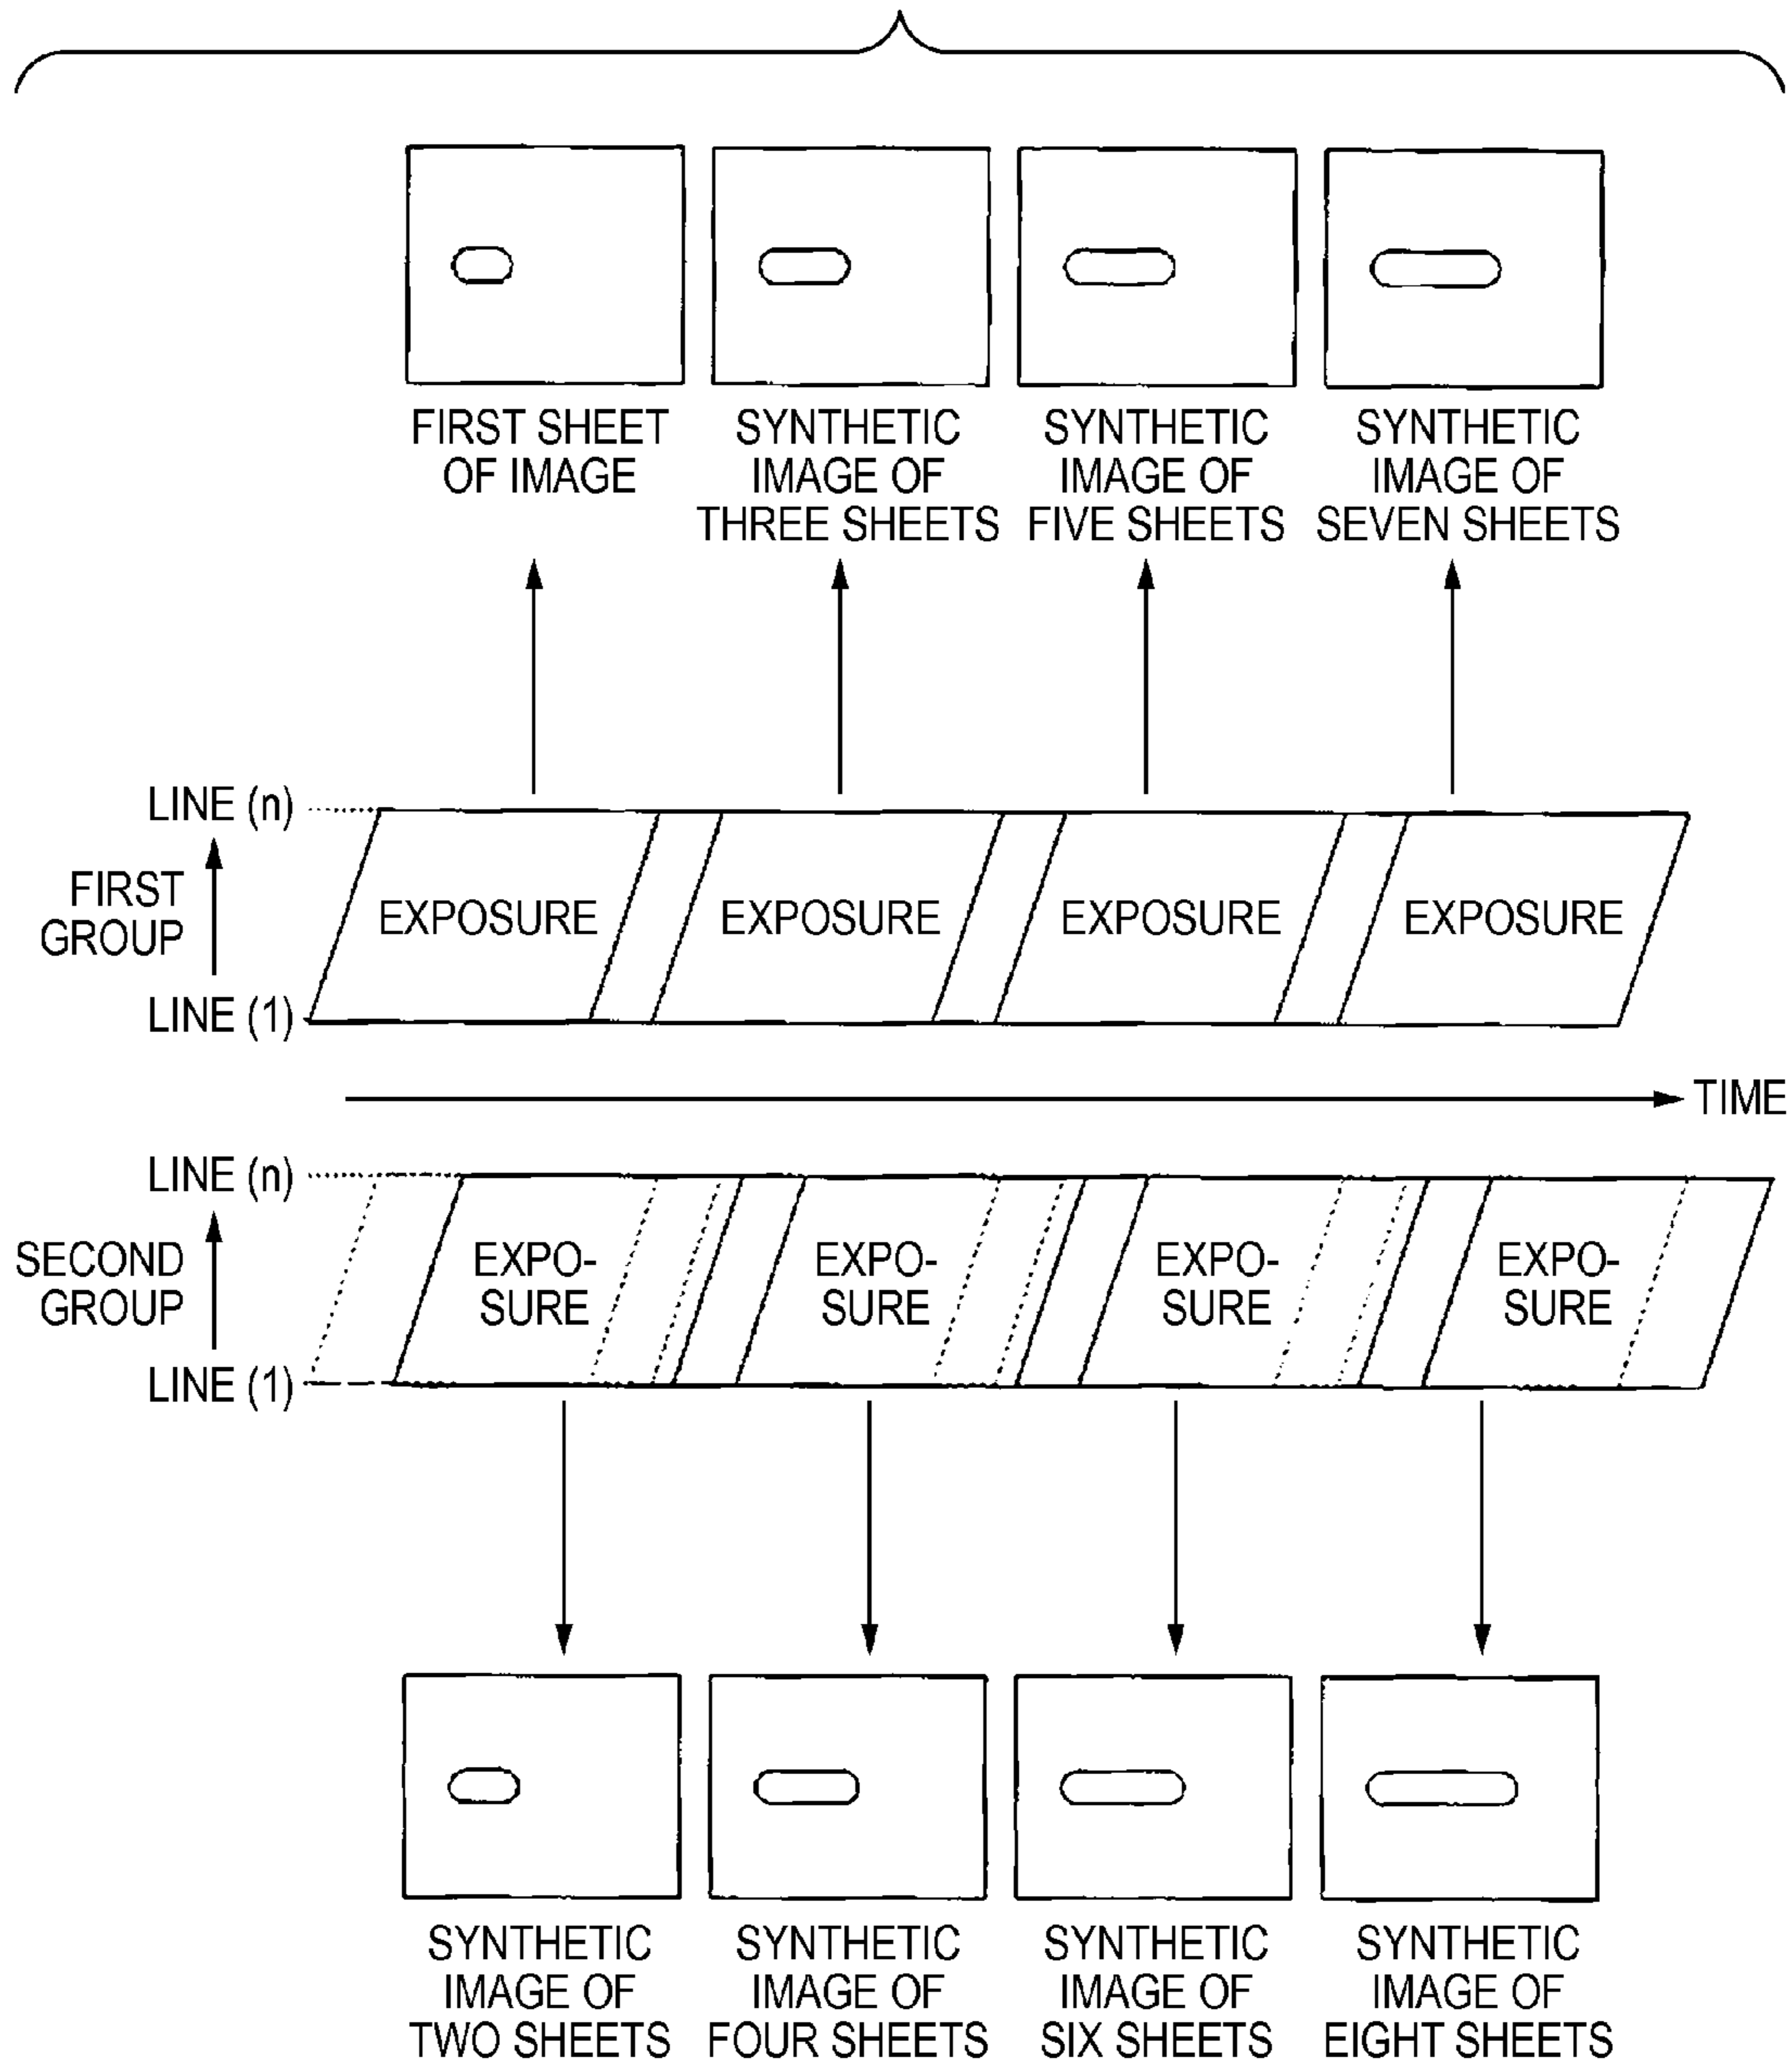 FIRST SHEET
OF IMAGE
SYNTHETIC
IMAGE OF
THREE SHEETS
SYNTHETIC
IMAGE OF
FIVE SHEETS
SYNTHETIC
IMAGE OF
SEVEN SHEETS
LINE (n)
FIRST
GROUP
LINE (1)
EXPOSURE
EXPOSURE
EXPOSURE
EXPOSURE
TIME
LINE (n)
SECOND
GROUP
LINE (1)
EXPO-
SURE
EXPO-
SURE
EXPO-
SURE
EXPO-
SURE
SYNTHETIC
IMAGE OF
TWO SHEETS
SYNTHETIC
IMAGE OF
FOUR SHEETS
SYNTHETIC
IMAGE OF
SIX SHEETS
SYNTHETIC
IMAGE OF
EIGHT SHEETS